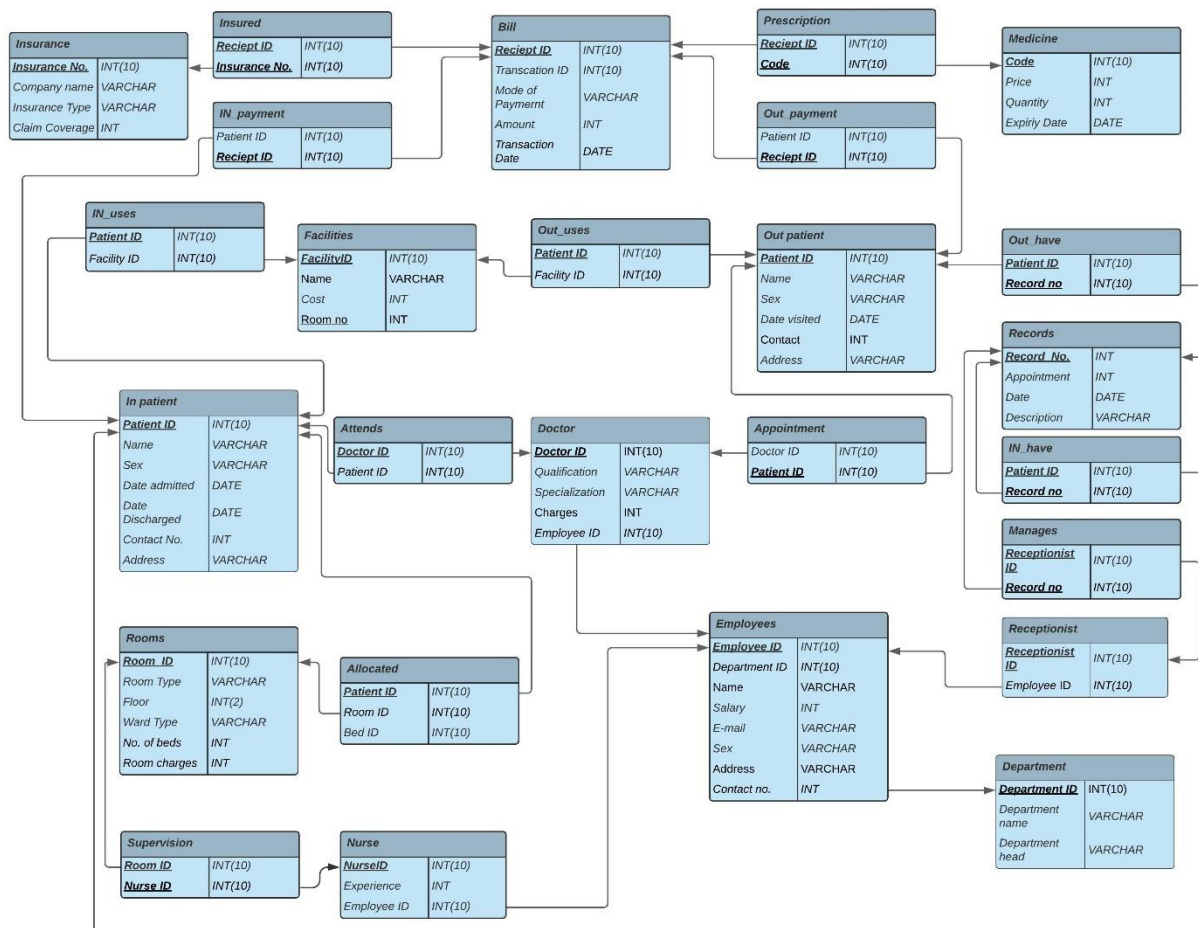 Insurance
Insurance No. INT(10)
Company name VARCHAR
Insurance Type VARCHAR
Claim Coverage INT
Insured
Reciept ID INT(10)
Insurance No. INT(10)
IN_payment
Patient ID INT(10)
Reciept ID INT(10)
Bill
Reciept ID INT(10)
Transcation ID INT(10)
Mode of
Paymernt VARCHAR
Amount INT
Transaction
Date DATE
Prescription
Reciept ID INT(10)
Code INT(10)
Out_payment
Patient ID INT(10)
Reciept ID INT(10)
Medicine
Code INT(10)
Price INT
Quantity INT
Expiriy Date DATE
IN_uses
Patient ID INT(10)
Facility ID INT(10)
Facilities
FacilityID INT(10)
Name VARCHAR
Cost INT
Room no INT
Out_uses
Patient ID INT(10)
Facility ID INT(10)
Out patient
Patient ID INT(10)
Name VARCHAR
Sex VARCHAR
Date visited DATE
Contact INT
Address VARCHAR
Out_have
Patient ID INT(10)
Record no INT(10)
Records
Record_No. INT
Appointment INT
Date DATE
Description VARCHAR
IN_have
Patient ID INT(10)
Record no INT(10)
Manages
Receptionist
ID INT(10)
Record no INT(10)
In patient
Patient ID INT(10)
Name VARCHAR
Sex VARCHAR
Date admitted DATE
Date
Discharged DATE
Contact No. INT
Address VARCHAR
Attends
Doctor ID INT(10)
Patient ID INT(10)
Doctor
Doctor ID INT(10)
Qualification VARCHAR
Specialization VARCHAR
Charges INT
Employee ID INT(10)
Appointment
Doctor ID INT(10)
Patient ID INT(10)
Rooms
Room_ID INT(10)
Room Type VARCHAR
Floor INT(2)
Ward Type VARCHAR
No. of beds INT
Room charges INT
Allocated
Patient ID INT(10)
Room ID INT(10)
Bed ID INT(10)
Employees
Employee ID INT(10)
Department ID INT(10)
Name VARCHAR
Salary INT
E-mail VARCHAR
Sex VARCHAR
Address VARCHAR
Contact no. INT
Receptionist
Receptionist
ID INT(10)
Employee ID INT(10)
Department
Department ID INT(10)
Department
name VARCHAR
Department
head VARCHAR
Supervision
Room ID INT(10)
Nurse ID INT(10)
Nurse
NurseID INT(10)
Experience INT
Employee ID INT(10)